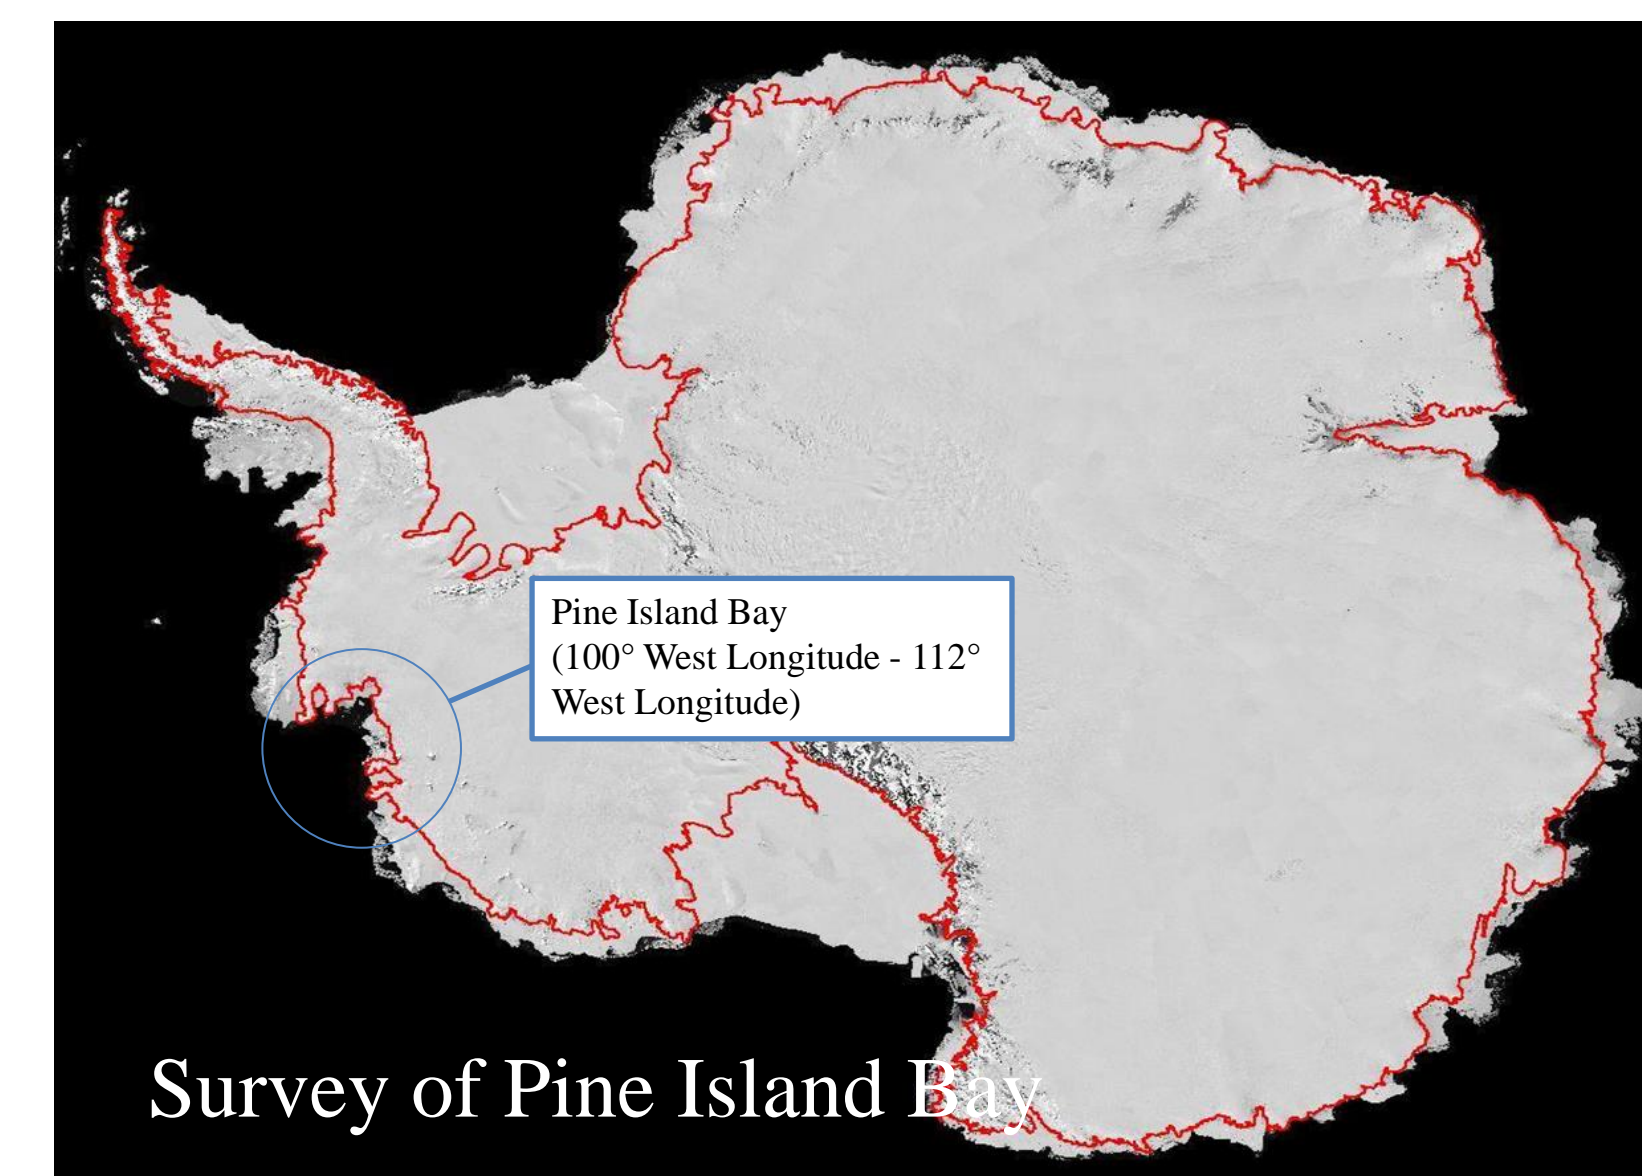 Pine Island Bay
(100° West Longitude - 112°
West Longitude)
Survey of Pine Island Bay